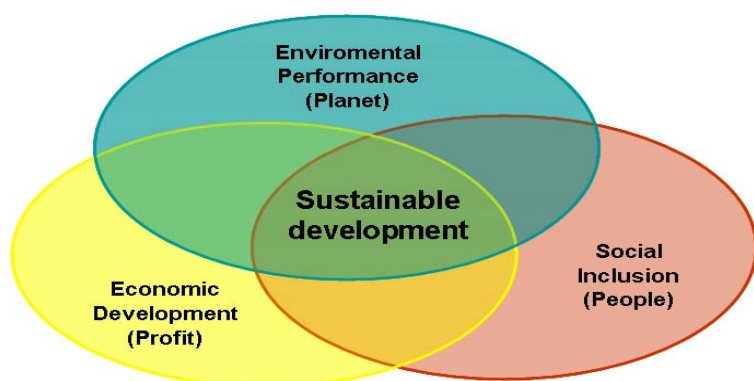 Enviromental
Performance
(Planet)
Sustainable
development
Economic
Development
(Profit)
Social
Inclusion
(People)